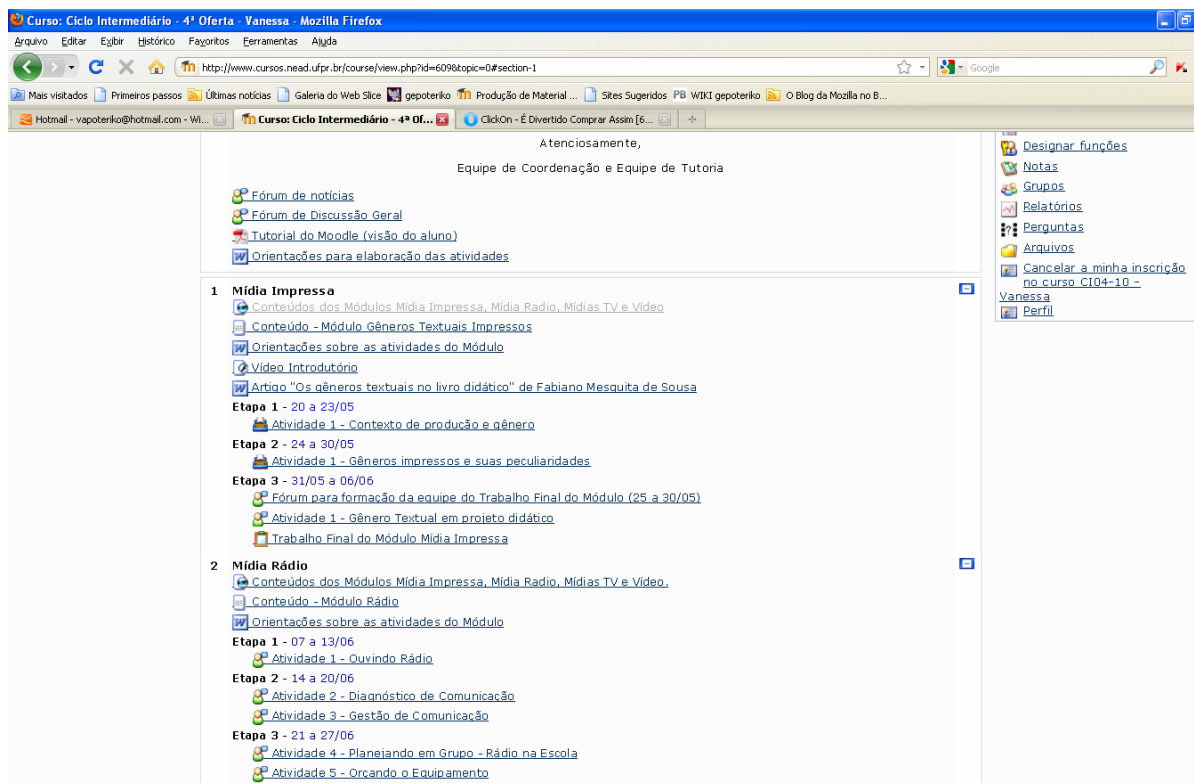 Curso: Ciclo Intermediário - 4ª Oferta - Vanessa - Mozilla Firefox
Arquivo Editar Exibir Histórico Favoritos Ferramentas Ajuda
http://www.cursos.nead.ufpr.br/course/view.php?id=609&topic=0#section-1
Google
Mais visitados Primeiros passos Últimas notícias Galeria do Web Slice gepoteriko Produção de Material ... Sites Sugeridos PB WIKI gepoteriko O Blog da Mozilla no B...
Hotmail - vapoteriko@hotmail.com - Wi... Curso: Ciclo Intermediário - 4ª Of... ClickOn - É Divertido Comprar Assim [6...
Atenciosamente,
Equipe de Coordenação e Equipe de Tutoria
Fórum de notícias
Fórum de Discussão Geral
Tutorial do Moodle (visão do aluno)
Orientações para elaboração das atividades
1 Mídia Impressa
Conteúdos dos Módulos Mídia Impressa, Mídia Radio, Mídias TV e Vídeo
Conteúdo - Módulo Gêneros Textuais Impressos
Orientações sobre as atividades do Módulo
Vídeo Introdutório
Artigo "Os gêneros textuais no livro didático" de Fabiano Mesquita de Sousa
Etapa 1 - 20 a 23/05
Atividade 1 - Contexto de produção e gênero
Etapa 2 - 24 a 30/05
Atividade 1 - Gêneros impressos e suas peculiaridades
Etapa 3 - 31/05 a 06/06
Fórum para formação da equipe do Trabalho Final do Módulo (25 a 30/05)
Atividade 1 - Gênero Textual em projeto didático
Trabalho Final do Módulo Mídia Impressa
2 Mídia Rádio
Conteúdos dos Módulos Mídia Impressa, Mídia Radio, Mídias TV e Vídeo.
Conteúdo - Módulo Rádio
Orientações sobre as atividades do Módulo
Etapa 1 - 07 a 13/06
Atividade 1 - Ouvindo Rádio
Etapa 2 - 14 a 20/06
Atividade 2 - Diagnóstico de Comunicação
Atividade 3 - Gestão de Comunicação
Etapa 3 - 21 a 27/06
Atividade 4 - Planejando em Grupo - Rádio na Escola
Atividade 5 - Orçando o Equipamento
Designar funções
Notas
Grupos
Relatórios
Perguntas
Arquivos
Cancelar a minha inscrição
no curso CI04-10 -
Vanessa
Perfil